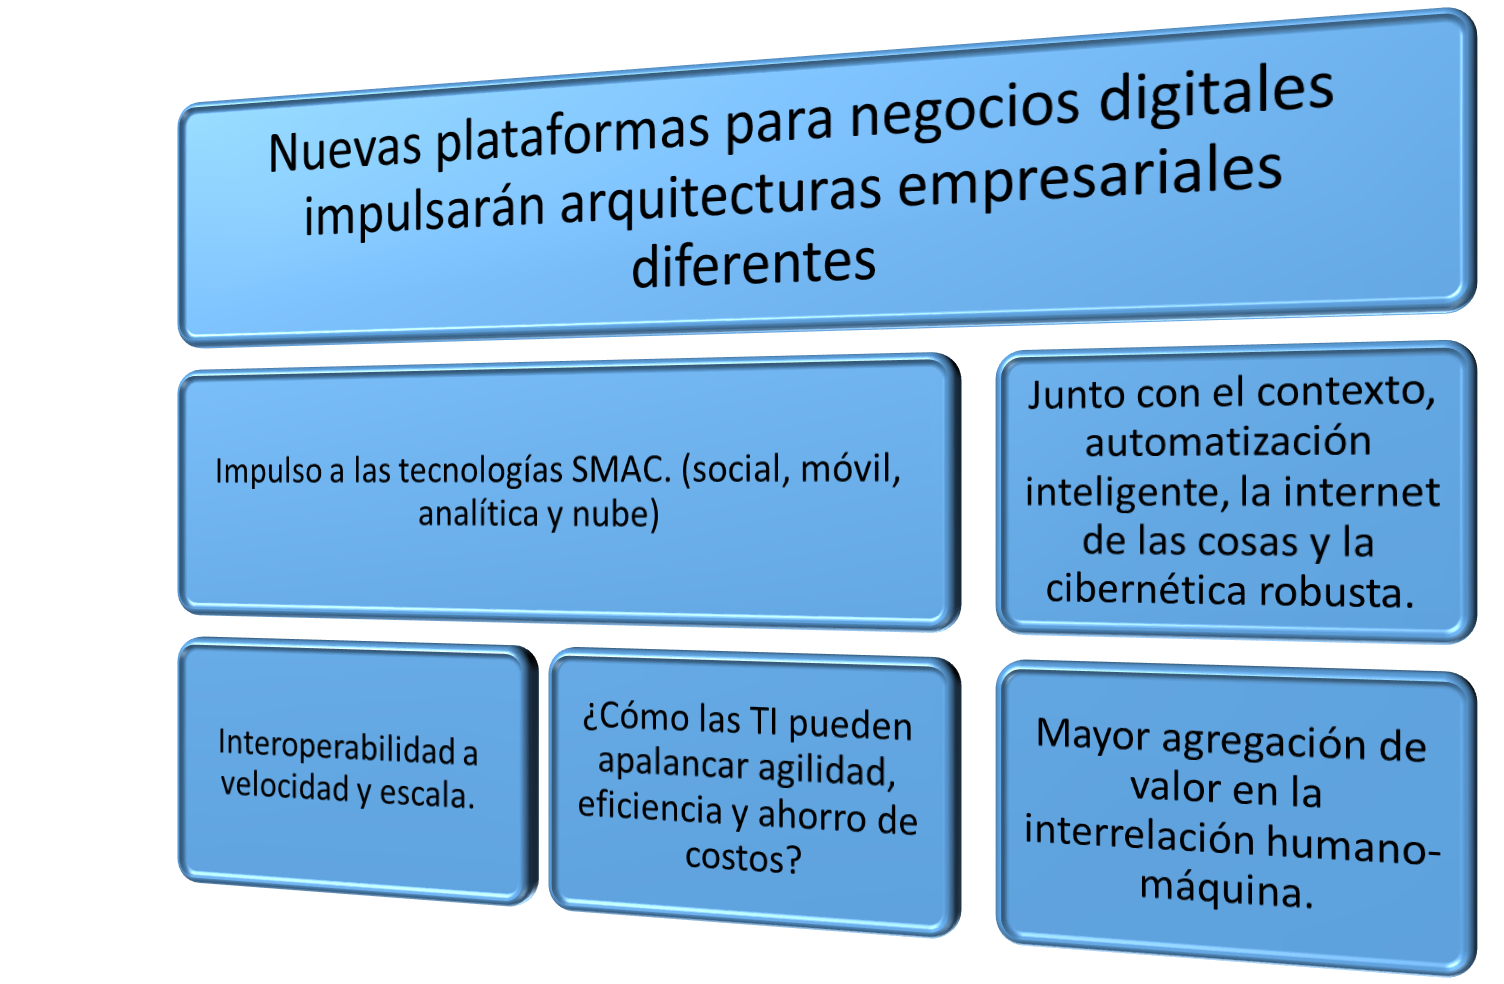 Nuevas plataformas para negocios digitales
impulsarán arquitecturas empresariales
diferentes
Impulso a las tecnologías SMAC. (social, móvil,
analítica y nube)
Junto con el contexto,
automatización
inteligente, la internet
de las cosas y la
cibernética robusta.
Interoperabilidad a
velocidad y escala.
¿Cómo las TI pueden
apalancar agilidad,
eficiencia y ahorro de
costos?
Mayor agregación de
valor en la
interrelación humano-
máquina.